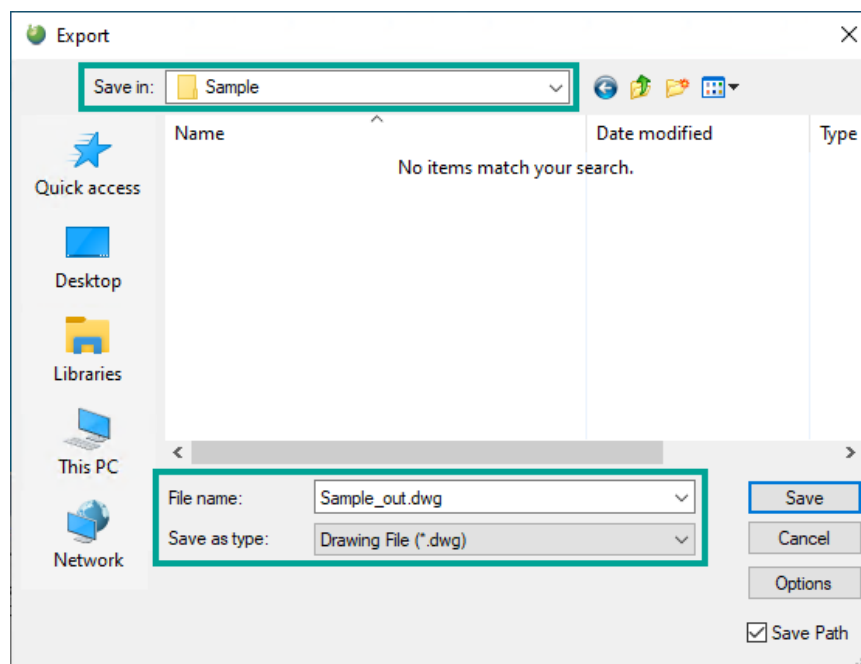 Export
Save in: Sample
Name Date modified Type
No items match your search.
Quick access
Desktop
Libraries
This PC
Network
File name: Sample_out.dwg Save
Save as type: Drawing File (*.dwg) Cancel
Options
Save Path